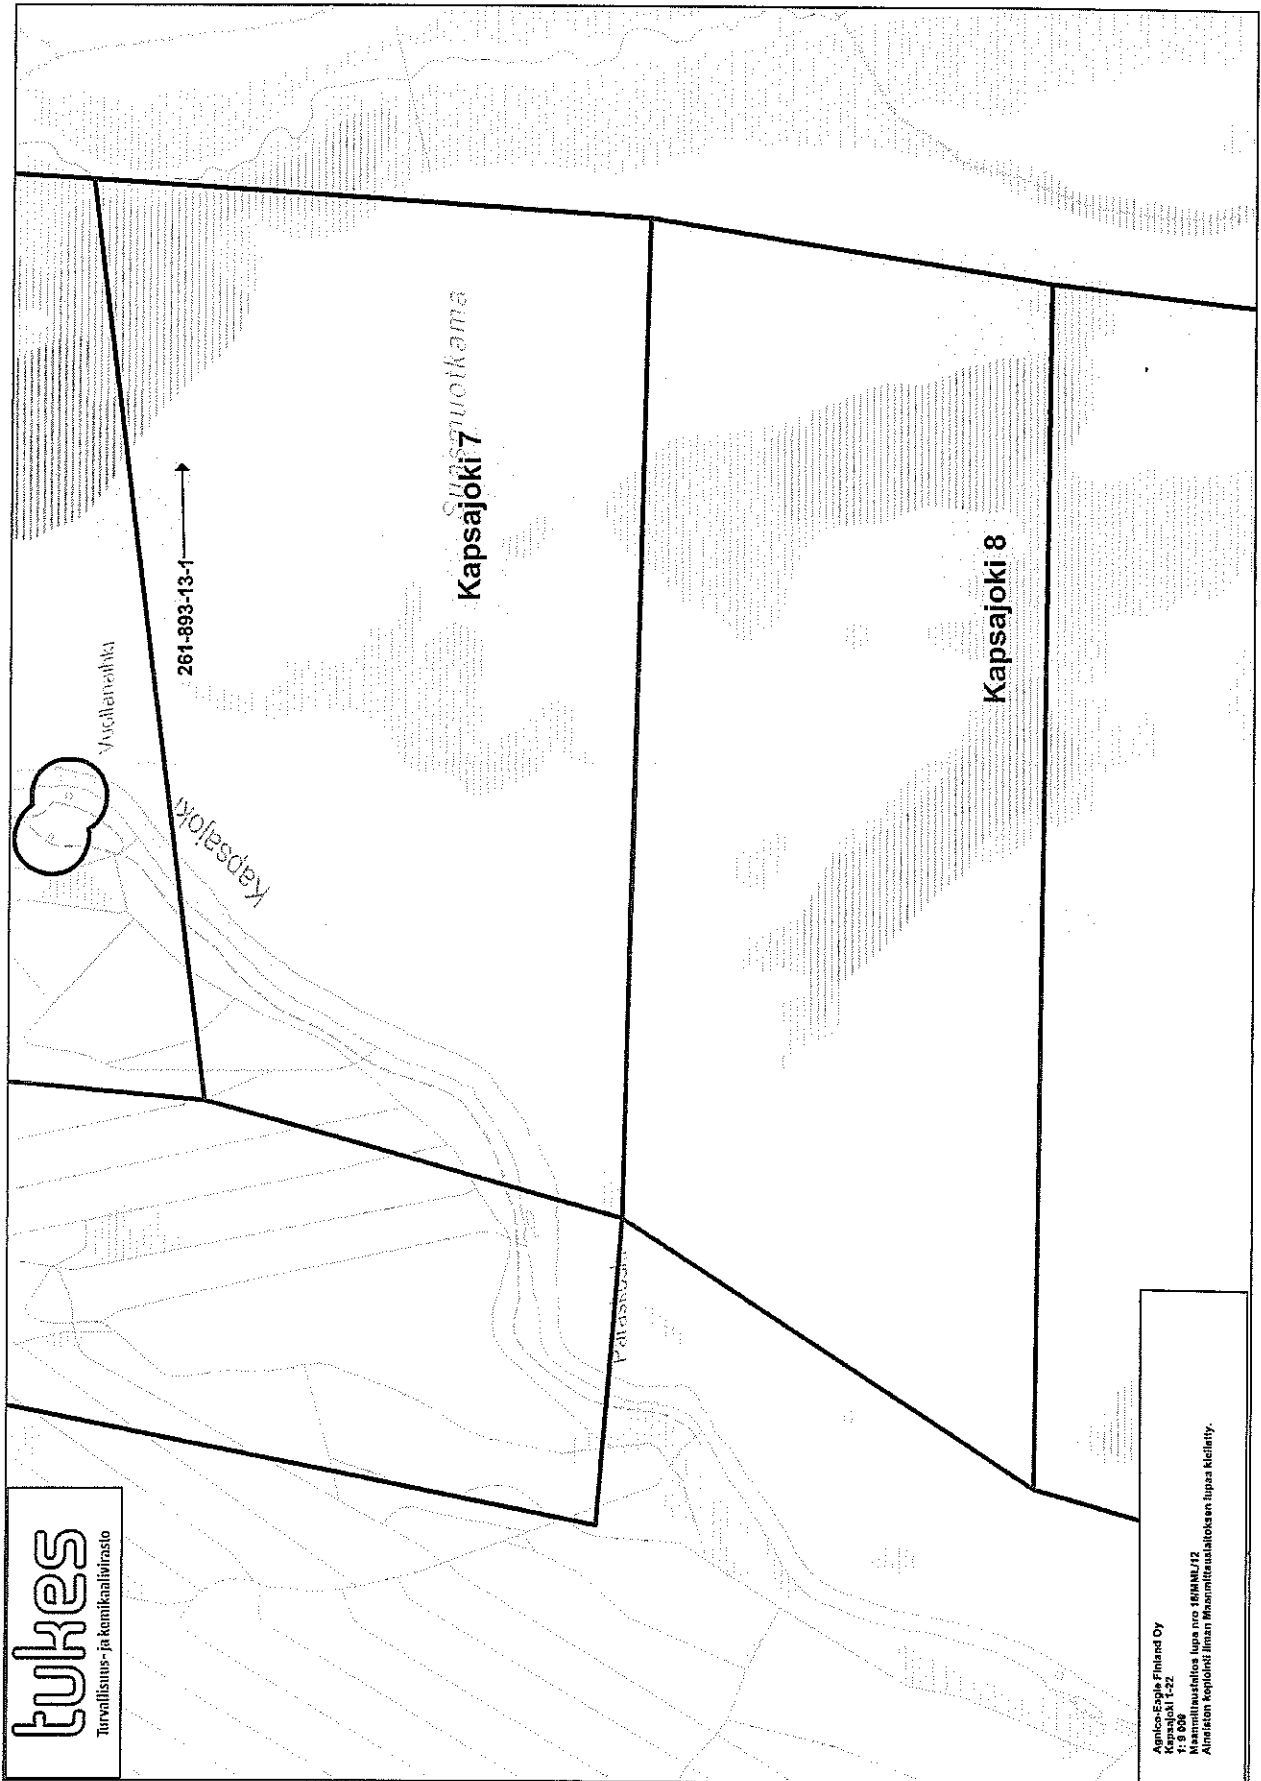 tukes
Turvallisuus- ja kemikaalivirasto
Vuollanaihki
261-893-13-1
Kapsajoki
Kapsajoki 7
Kapsajoki 8
Agnico-Eagle Finland Oy
Kapsajoki 1-22
Maanmittauslaitos lupa nro 18/MML/12
Aineiston kopiointi ilman Maanmittauslaitoksen lupaa kielletty.